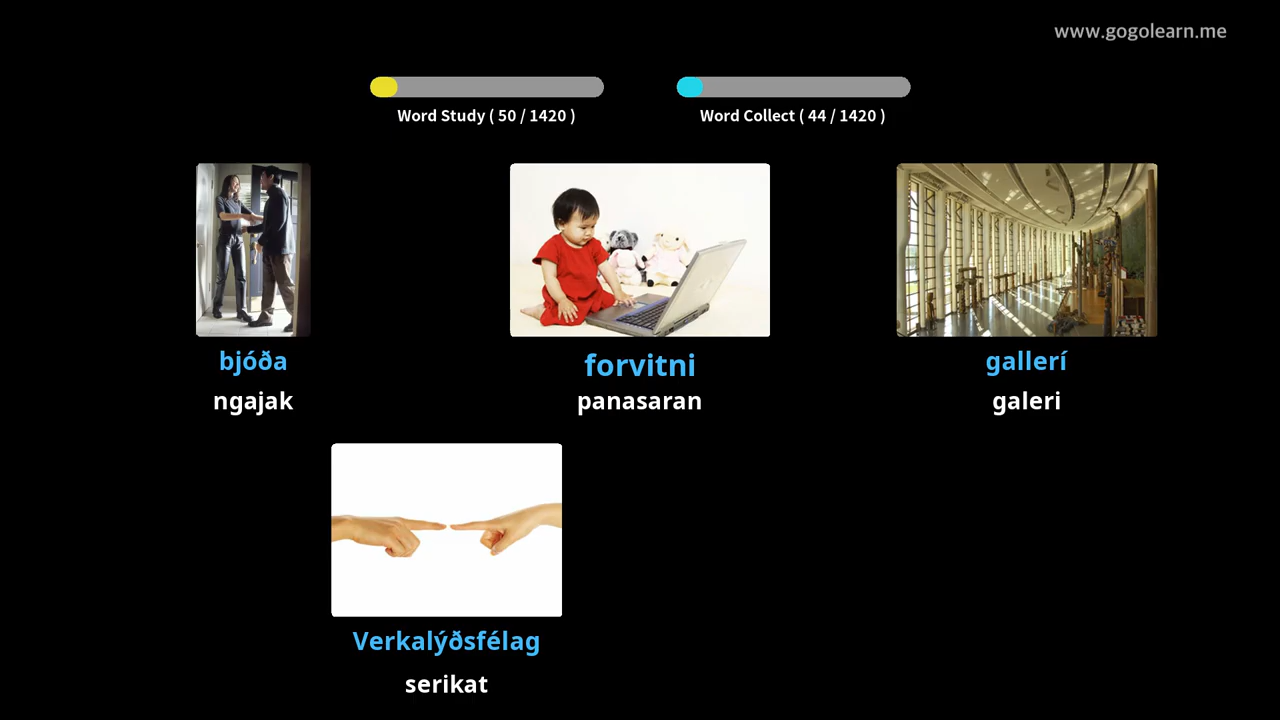 www.gogolearn.me
Word Study ( 50 / 1420 )
Word Collect ( 44 / 1420 )
bjóða
ngajak
forvitni
panasaran
gallerí
galeri
Verkalýðsfélag
serikat